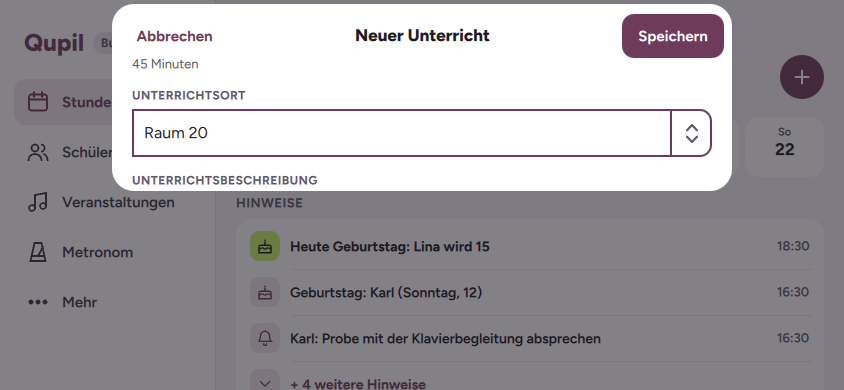 Abbrechen
Neuer Unterricht
Speichern
45 Minuten
UNTERRICHTSORT
Raum 20
UNTERRICHTSBESCHREIBUNG
Qupil
Stunde
Schüler
Veranstaltungen
Metronom
Mehr
So
22
HINWEISE
Heute Geburtstag: Lina wird 15
18:30
Geburtstag: Karl (Sonntag, 12)
16:30
Karl: Probe mit der Klavierbegleitung absprechen
16:30
+ 4 weitere Hinweise